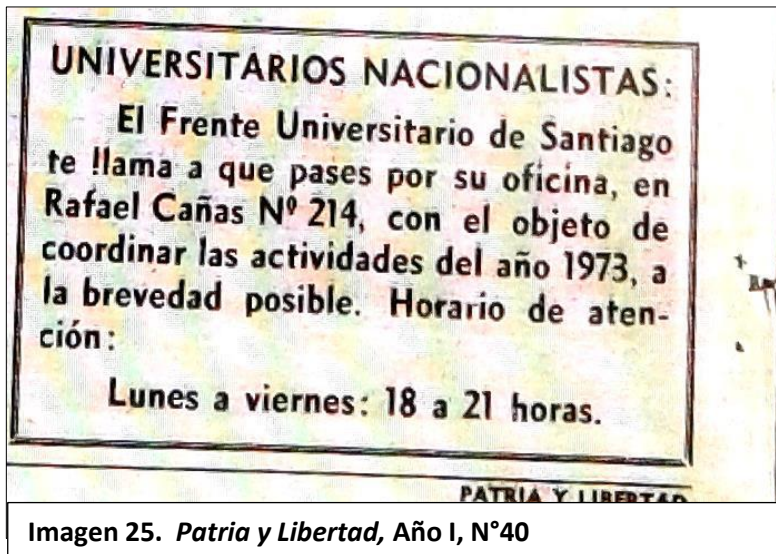 UNIVERSITARIOS NACIONALISTAS:
El Frente Universitario de Santiago
te llama a que pases por su oficina, en
Rafael Cañas Nº 214, con el objeto de
coordinar las actividades del año 1973, a
la brevedad posible. Horario de aten-
ción:
Lunes a viernes: 18 a 21 horas.
PATRIA Y LIBERTAD
Imagen 25. Patria y Libertad, Año I, N°40